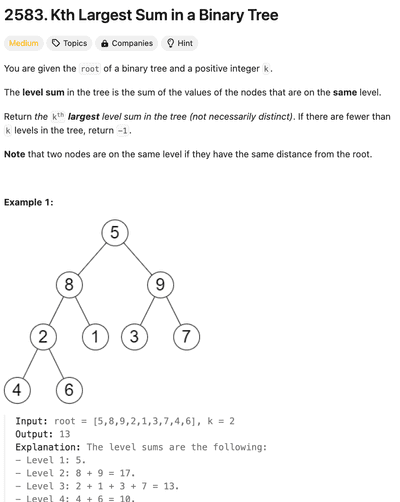 2583. Kth Largest Sum in a Binary Tree
Medium Topics Companies Hint
You are given the root of a binary tree and a positive integer k.
The level sum in the tree is the sum of the values of the nodes that are on the same level.
Return the kth largest level sum in the tree (not necessarily distinct). If there are fewer than
k levels in the tree, return -1.
Note that two nodes are on the same level if they have the same distance from the root.
Example 1:
5
8 9
2 1 3 7
4 6
Input: root = [5,8,9,2,1,3,7,4,6], k = 2
Output: 13
Explanation: The level sums are the following:
- Level 1: 5.
- Level 2: 8 + 9 = 17.
- Level 3: 2 + 1 + 3 + 7 = 13.
- Level 4: 4 + 6 = 10.